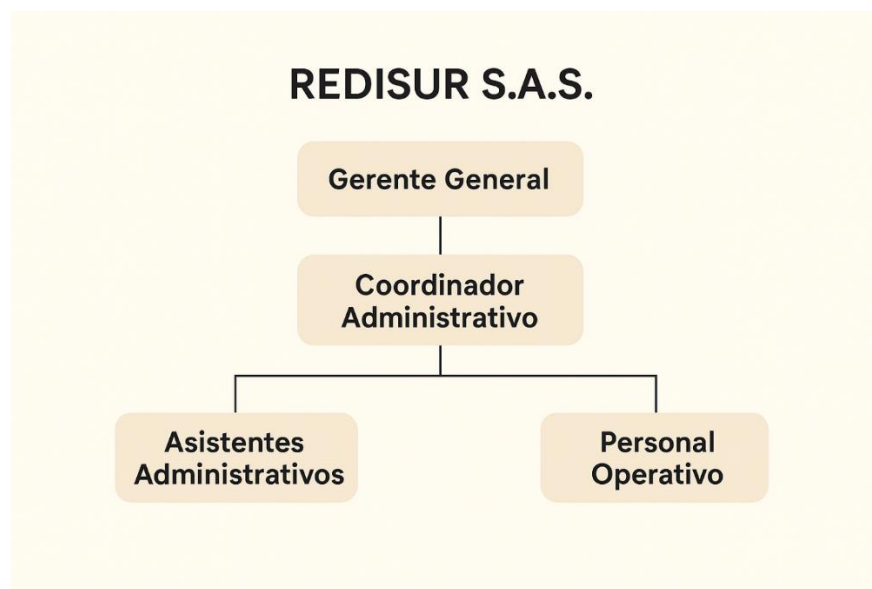 REDISUR S.A.S.
Gerente General
Coordinador
Administrativo
Asistentes
Administrativos
Personal
Operativo